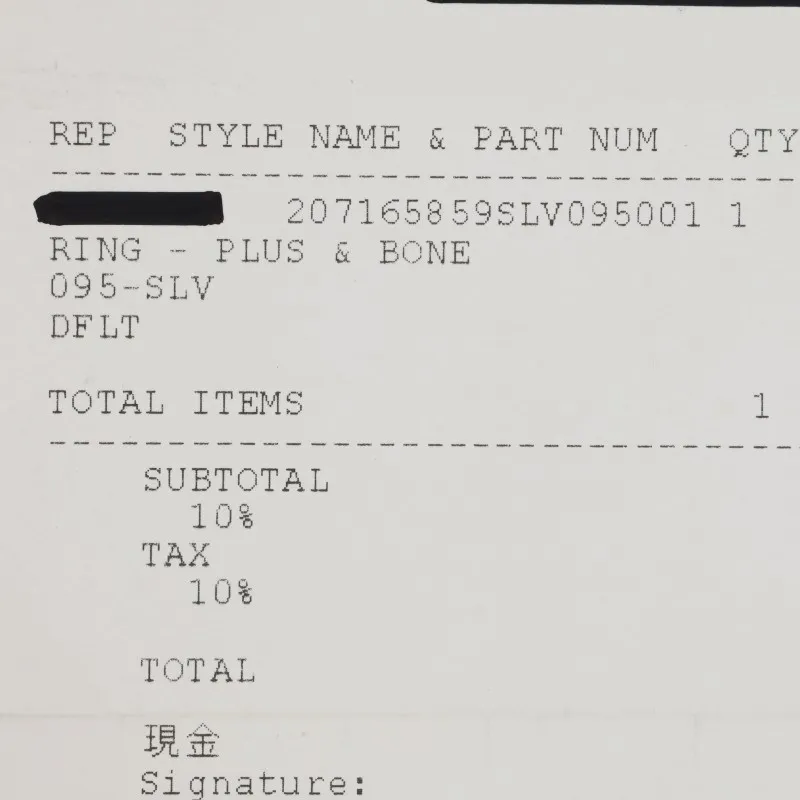 REP STYLE NAME & PART NUM QTY
--------------------------------
207165859SLV095001 1
RING - PLUS & BONE
095-SLV
DFLT
TOTAL ITEMS 1
--------------------------------
SUBTOTAL
10%
TAX
10%
TOTAL
現金
Signature: